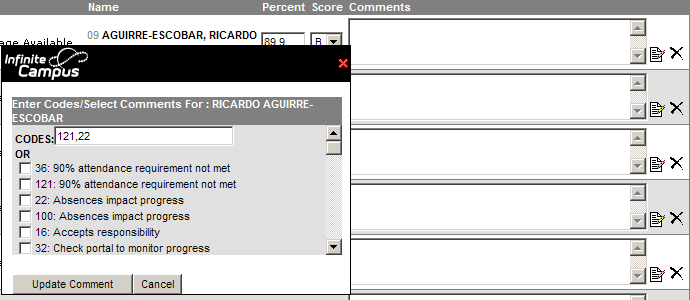 Name Percent Score Comments
age Available
09 AGUIRRE-ESCOBAR, RICARDO 89.9 B
Infinite
Campus
Enter Codes/Select Comments For : RICARDO AGUIRRE-
ESCOBAR
CODES: 121,22
OR
36: 90% attendance requirement not met
121: 90% attendance requirement not met
22: Absences impact progress
100: Absences impact progress
16: Accepts responsibility
32: Check portal to monitor progress
Update Comment Cancel